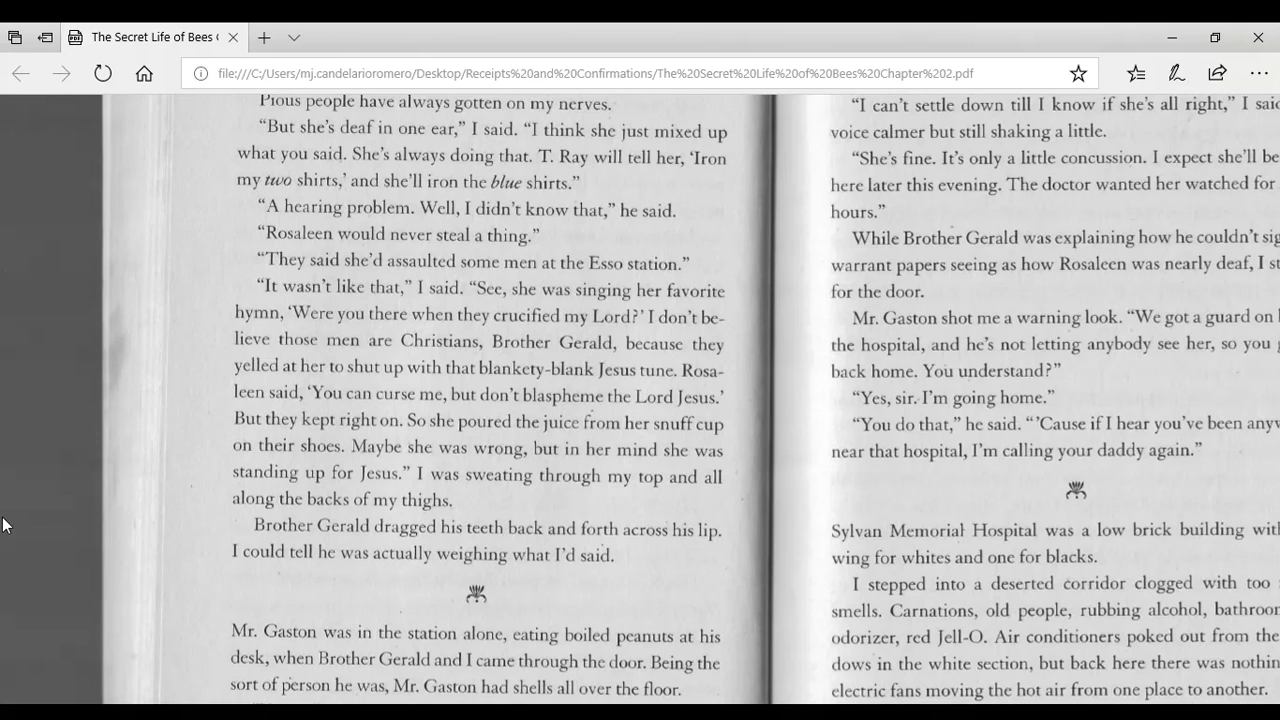 The Secret Life of Bees
file:///C:/Users/mj.candelarioromero/Desktop/Receipts%20and%20Confirmations/The%20Secret%20Life%20of%20Bees%20Chapter%202.pdf
Pious people have always gotten on my nerves.
“But she’s deaf in one ear,” I said. “I think she just mixed up
what you said. She’s always doing that. T. Ray will tell her, ‘Iron
my two shirts,’ and she’ll iron the blue shirts.”
“A hearing problem. Well, I didn’t know that,” he said.
“Rosaleen would never steal a thing.”
“They said she’d assaulted some men at the Esso station.”
“It wasn’t like that,” I said. “See, she was singing her favorite
hymn, ‘Were you there when they crucified my Lord?’ I don’t be-
lieve those men are Christians, Brother Gerald, because they
yelled at her to shut up with that blankety-blank Jesus tune. Rosa-
leen said, ‘You can curse me, but don’t blaspheme the Lord Jesus.’
But they kept right on. So she poured the juice from her snuff cup
on their shoes. Maybe she was wrong, but in her mind she was
standing up for Jesus.” I was sweating through my top and all
along the backs of my thighs.
Brother Gerald dragged his teeth back and forth across his lip.
I could tell he was actually weighing what I’d said.
Mr. Gaston was in the station alone, eating boiled peanuts at his
desk, when Brother Gerald and I came through the door. Being the
sort of person he was, Mr. Gaston had shells all over the floor.
“I can’t settle down till I know if she’s all right,” I
voice calmer but still shaking a little.
“She’s fine. It’s only a little concussion. I expect she’ll be
here later this evening. The doctor wanted her watched for
hours.”
While Brother Gerald was explaining how he couldn’t
warrant papers seeing as how Rosaleen was nearly deaf, I
for the door.
Mr. Gaston shot me a warning look. “We got a guard on
the hospital, and he’s not letting anybody see her, so you
back home. You understand?”
“Yes, sir. I’m going home.”
“You do that,” he said. “’Cause if I hear you’ve been
near that hospital, I’m calling your daddy again.”
Sylvan Memorial Hospital was a low brick building
wing for whites and one for blacks.
I stepped into a deserted corridor clogged with too
smells. Carnations, old people, rubbing alcohol,
odorizer, red Jell-O. Air conditioners poked out from the
dows in the white section, but back here there was
electric fans moving the hot air from one place to another.